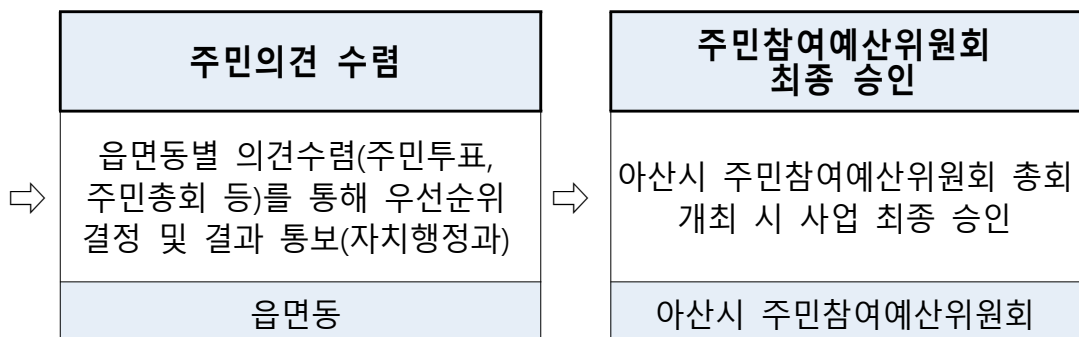 주민의견 수렴
읍면동별 의견수렴(주민투표,
주민총회 등)를 통해 우선순위
결정 및 결과 통보(자치행정과)
읍면동
주민참여예산위원회
최종 승인
아산시 주민참여예산위원회 총회
개최 시 사업 최종 승인
아산시 주민참여예산위원회